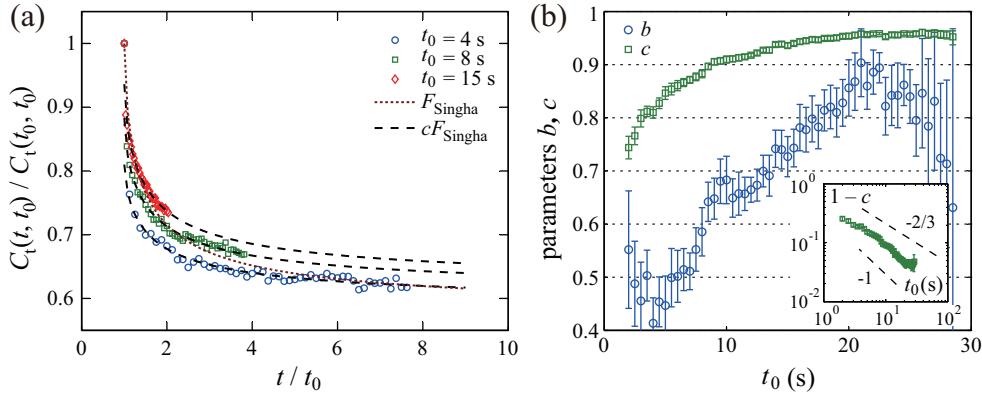 (a)
C_t(t, t_0) / C_t(t_0, t_0)
1
0.9
0.8
0.7
0.6
0 2 4 6 8 10
t / t_0
t_0 = 4 s
t_0 = 8 s
t_0 = 15 s
F_Singha
cF_Singha
(b)
parameters b, c
1
0.9
0.8
0.7
0.6
0.5
0.4
0 10 20 30
t_0 (s)
b
c
10^0
10^-1
10^-2
1 – c
-2/3
-1
t_0(s)
10^0 10^1 10^2